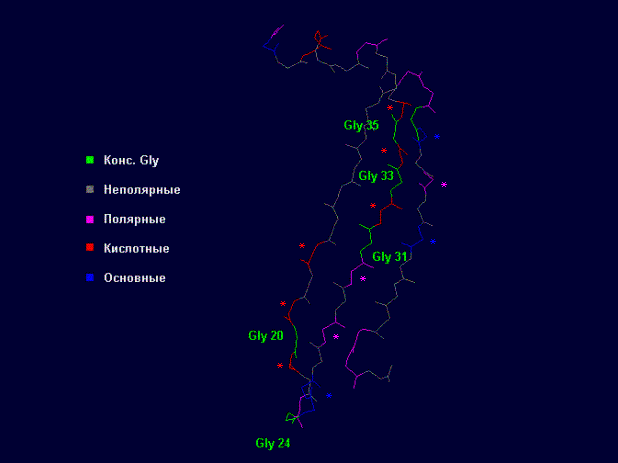 Gly 35
Конс. Gly
Gly 33
Неполярные
Полярные
Кислотные
Gly 31
Основные
Gly 20
Gly 24